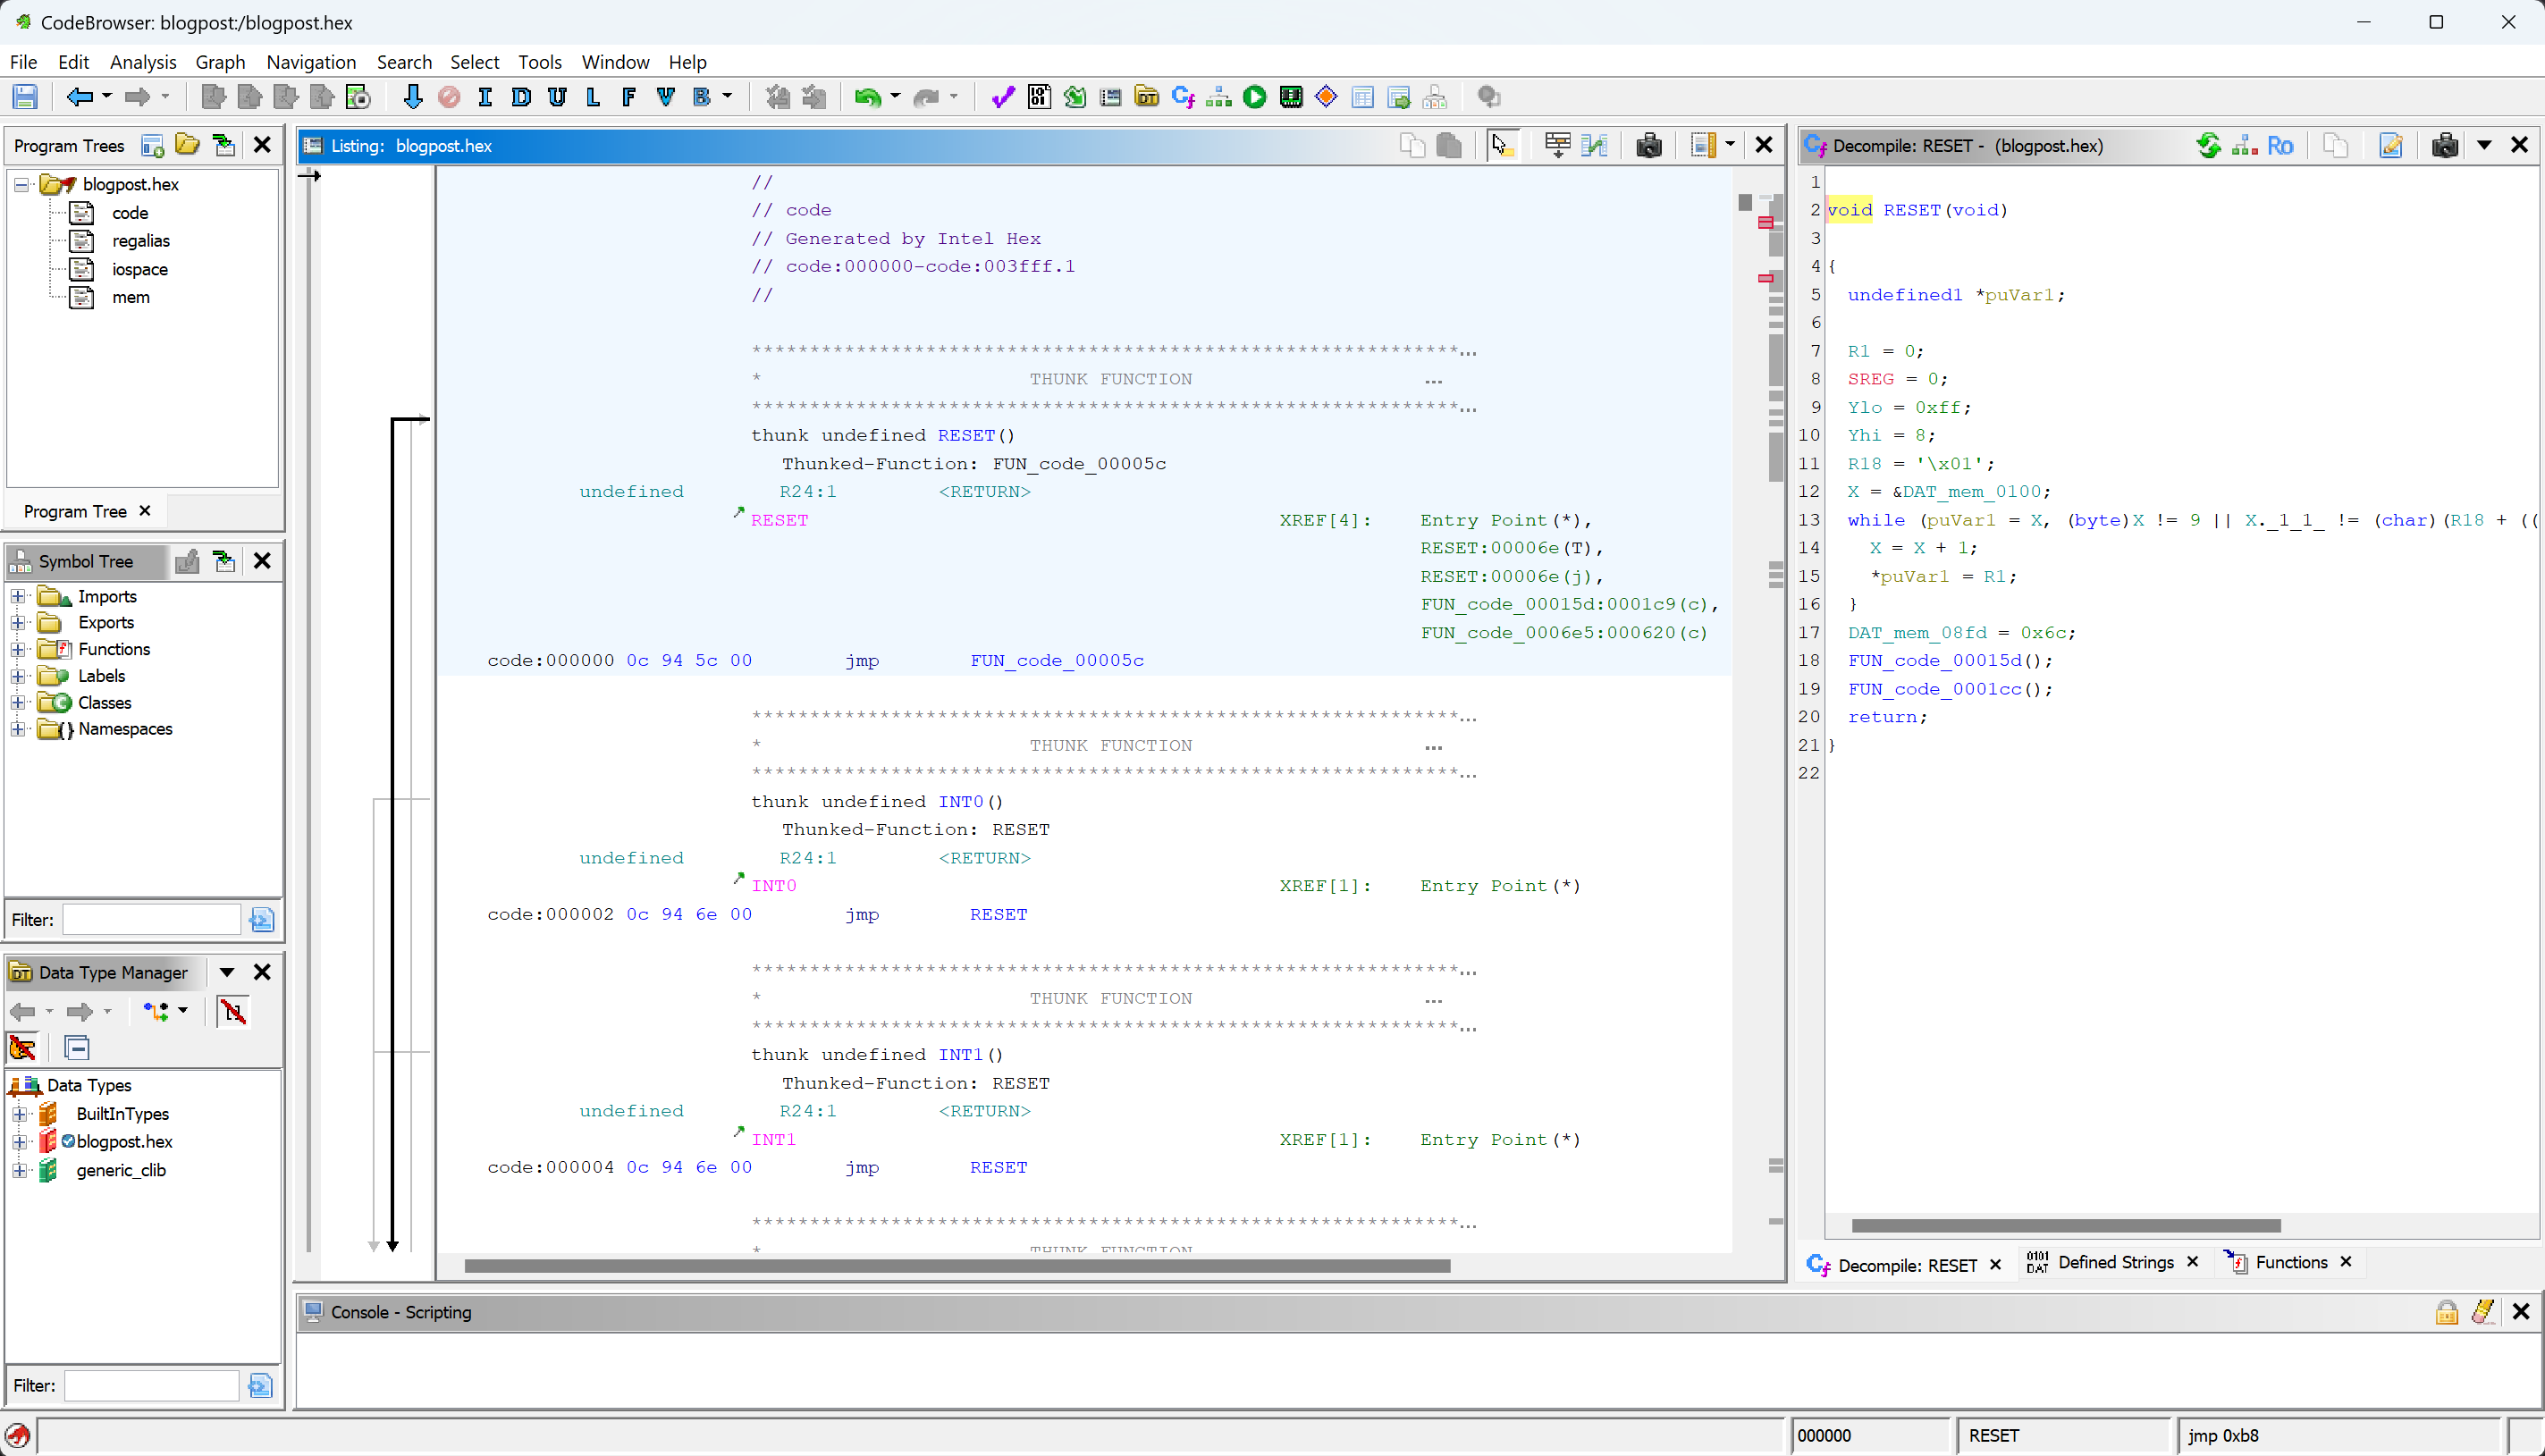 CodeBrowser: blogpost:/blogpost.hex
File Edit Analysis Graph Navigation Search Select Tools Window Help
I D U L F V B
Program Trees
blogpost.hex
code
regalias
iospace
mem
Program Tree
Symbol Tree
Imports
Exports
Functions
Labels
Classes
Namespaces
Filter:
Data Type Manager
Data Types
BuiltInTypes
blogpost.hex
generic_clib
Filter:
Listing: blogpost.hex
//
// code
// Generated by Intel Hex
// code:000000-code:003fff.1
//
*************************************************************...
* THUNK FUNCTION ...
*************************************************************...
thunk undefined RESET()
Thunked-Function: FUN_code_00005c
undefined R24:1 <RETURN>
RESET XREF[4]: Entry Point(*),
RESET:00006e(T),
RESET:00006e(j),
FUN_code_00015d:0001c9(c),
FUN_code_0006e5:000620(c)
code:000000 0c 94 5c 00 jmp FUN_code_00005c
*************************************************************...
* THUNK FUNCTION ...
*************************************************************...
thunk undefined INT0()
Thunked-Function: RESET
undefined R24:1 <RETURN>
INT0 XREF[1]: Entry Point(*)
code:000002 0c 94 6e 00 jmp RESET
*************************************************************...
* THUNK FUNCTION ...
*************************************************************...
thunk undefined INT1()
Thunked-Function: RESET
undefined R24:1 <RETURN>
INT1 XREF[1]: Entry Point(*)
code:000004 0c 94 6e 00 jmp RESET
*************************************************************...
* THUNK FUNCTION
Decompile: RESET - (blogpost.hex)
Ro
1
2 void RESET(void)
3
4 {
5 undefined1 *puVar1;
6
7 R1 = 0;
8 SREG = 0;
9 Ylo = 0xff;
10 Yhi = 8;
11 R18 = '\x01';
12 X = &DAT_mem_0100;
13 while (puVar1 = X, (byte)X != 9 || X._1_1_ != (char)(R18 + ((
14 X = X + 1;
15 *puVar1 = R1;
16 }
17 DAT_mem_08fd = 0x6c;
18 FUN_code_00015d();
19 FUN_code_0001cc();
20 return;
21 }
22
Decompile: RESET
Defined Strings
Functions
Console - Scripting
000000
RESET
jmp 0xb8